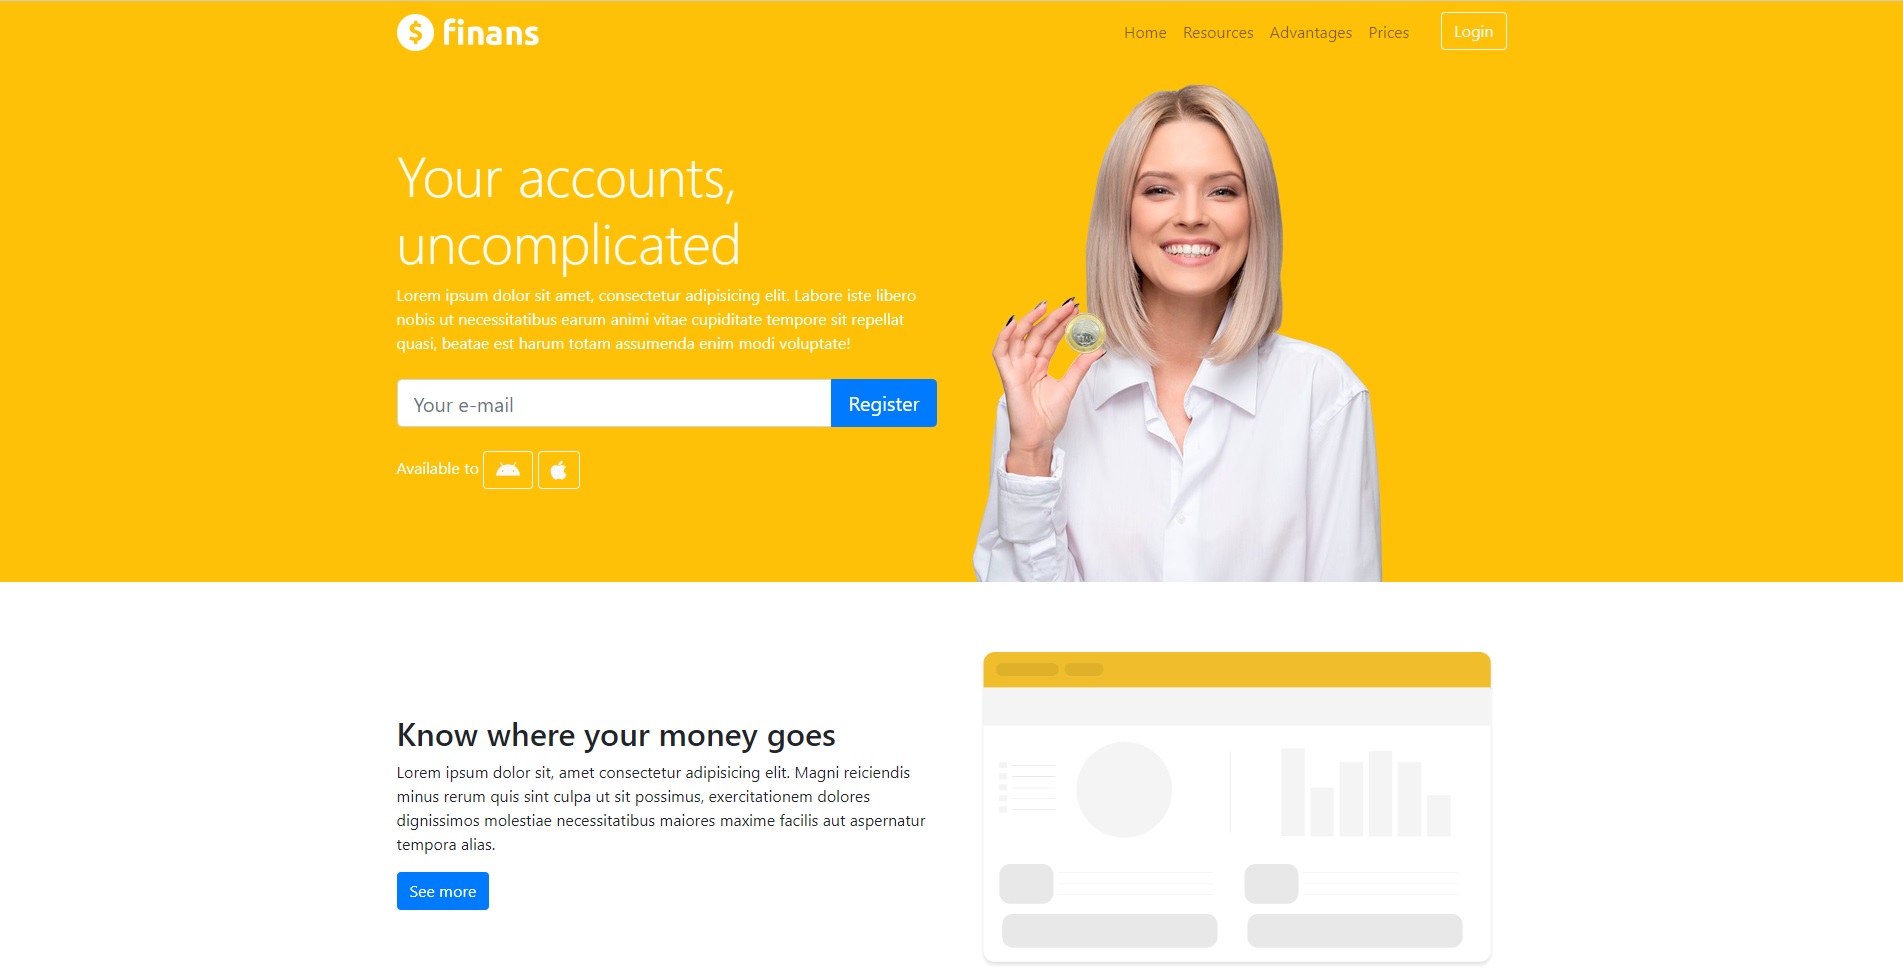 finans
Home Resources Advantages Prices Login
Your accounts,
uncomplicated
Lorem ipsum dolor sit amet, consectetur adipisicing elit. Labore iste libero
nobis ut necessitatibus earum animi vitae cupiditate tempore sit repellat
quasi, beatae est harum totam assumenda enim modi voluptate!
Your e-mail Register
Available to
Know where your money goes
Lorem ipsum dolor sit, amet consectetur adipisicing elit. Magni reiciendis
minus rerum quis sint culpa ut sit possimus, exercitationem dolores
dignissimos molestiae necessitatibus maiores maxime facilis aut aspernatur
tempora alias.
See more